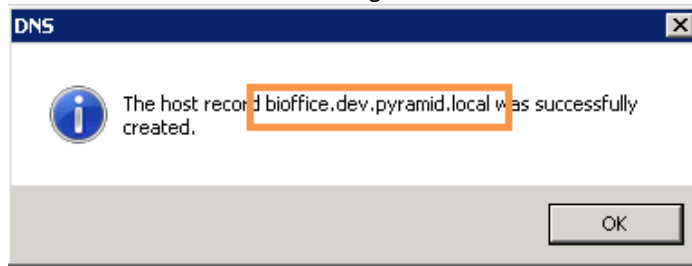 DNS
The host record bioffice.dev.pyramid.local was successfully
created.
OK